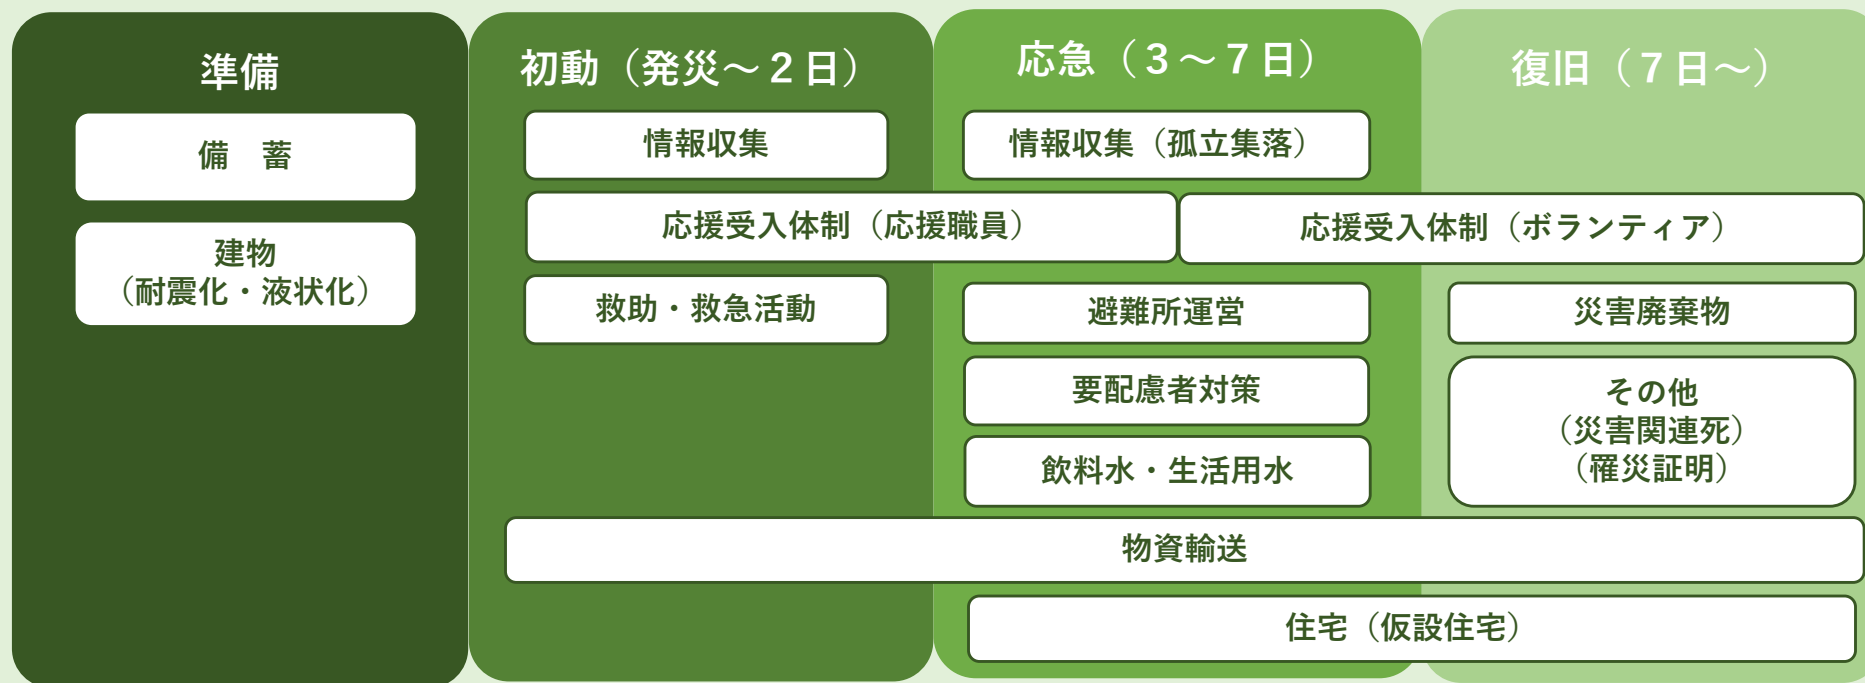 準備
備　蓄
建物
（耐震化・液状化）
初動（発災～２日）
情報収集
応援受入体制（応援職員）
救助・救急活動
応急（３～７日）
情報収集（孤立集落）
避難所運営
要配慮者対策
飲料水・生活用水
復旧（７日～）
応援受入体制（ボランティア）
災害廃棄物
その他
（災害関連死）
（罹災証明）
物資輸送
住宅（仮設住宅）